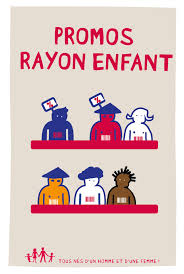 PROMOS
RAYON ENFANT
TOUS NÉS D'UN HOMME ET D'UNE FEMME !